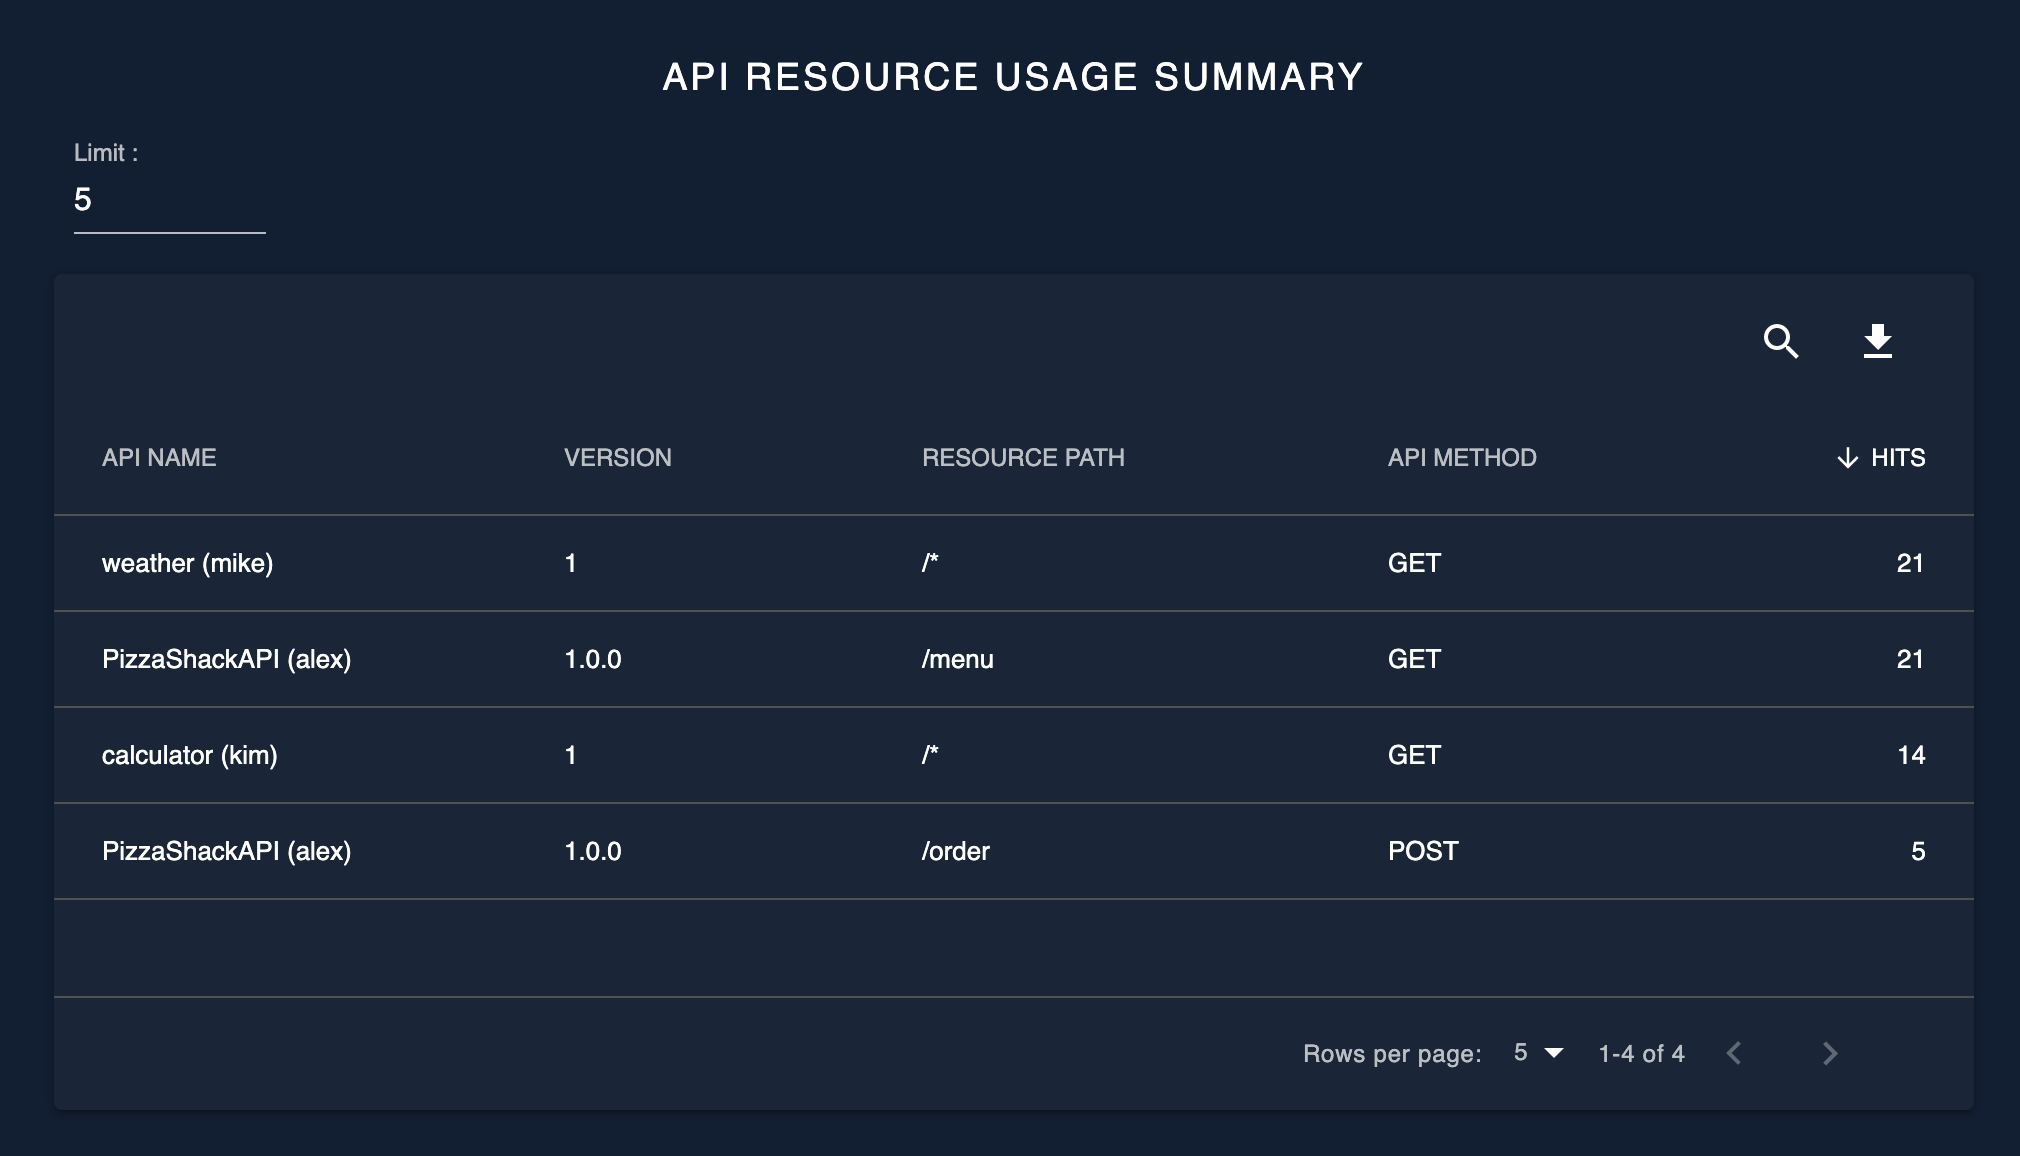 API RESOURCE USAGE SUMMARY
Limit :
5
API NAME VERSION RESOURCE PATH API METHOD HITS
weather (mike) 1 /* GET 21
PizzaShackAPI (alex) 1.0.0 /menu GET 21
calculator (kim) 1 /* GET 14
PizzaShackAPI (alex) 1.0.0 /order POST 5
Rows per page: 5 1-4 of 4